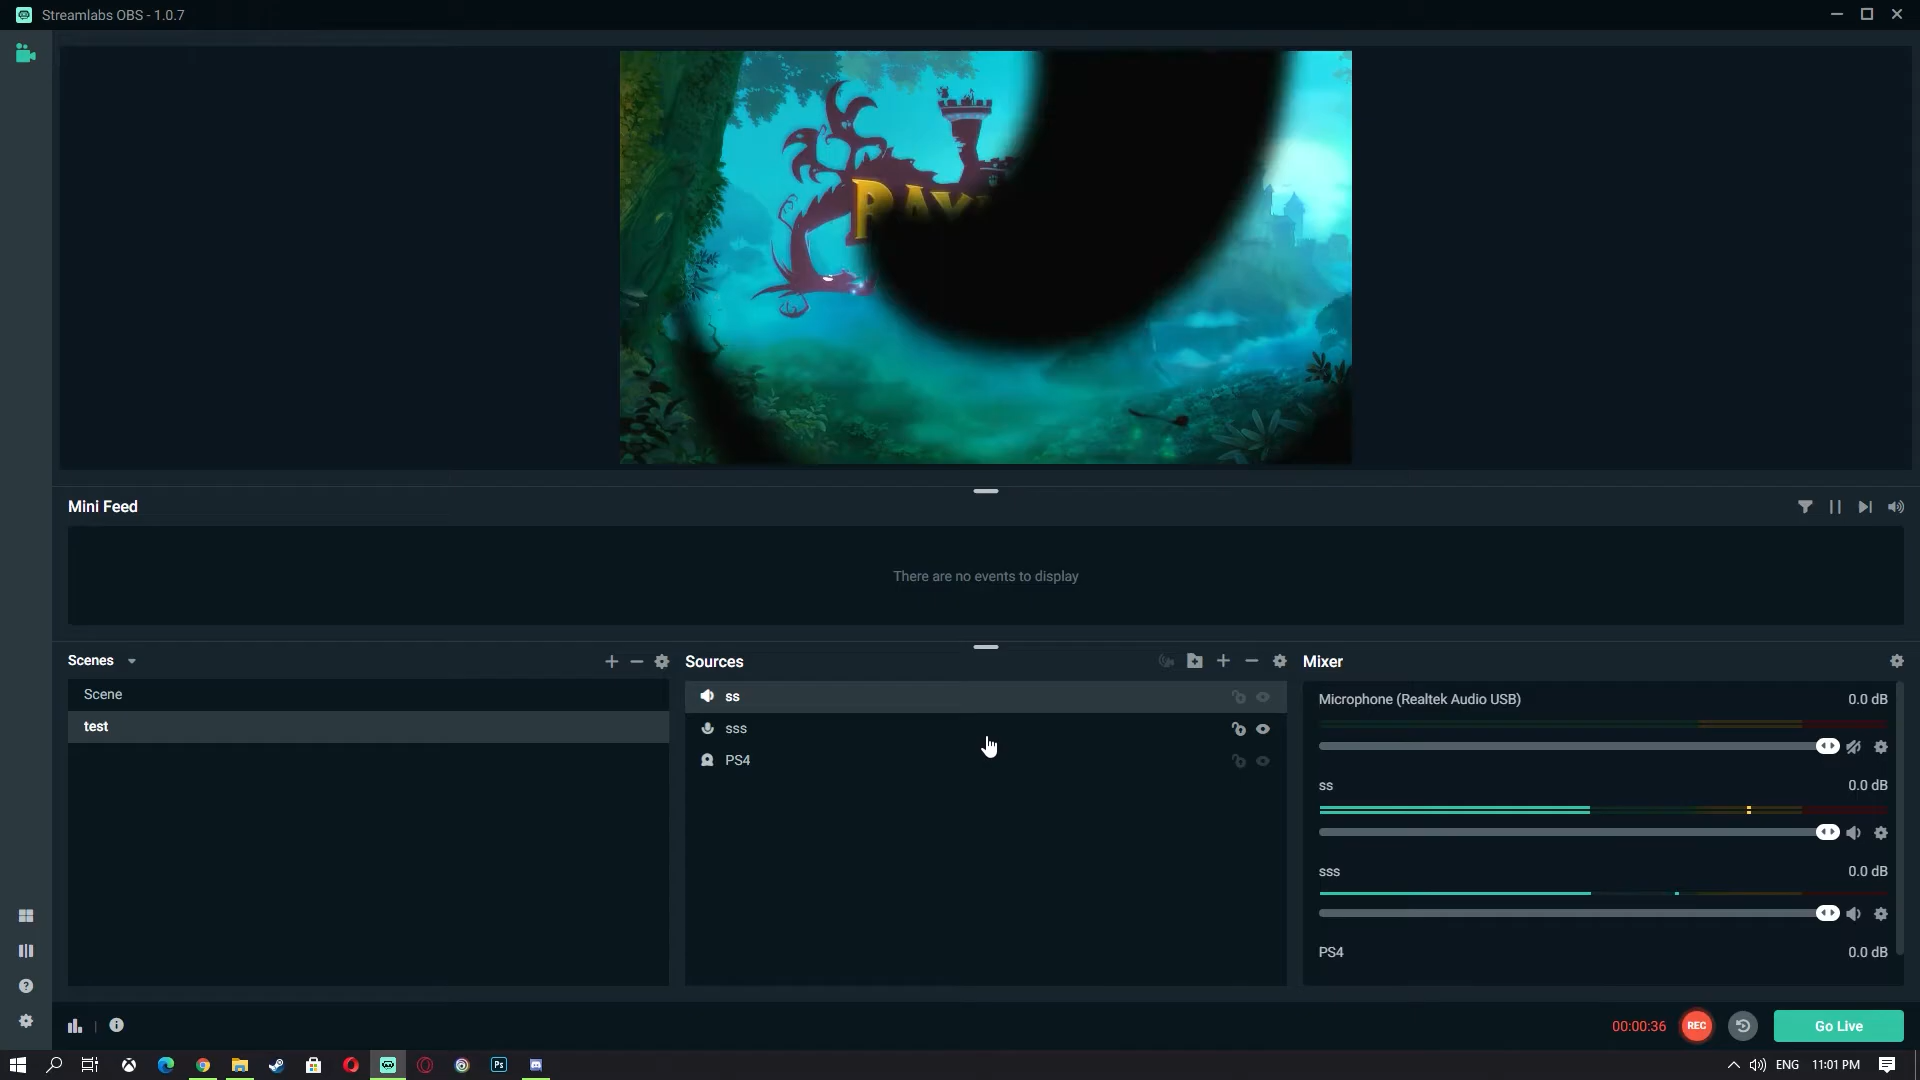 Streamlabs OBS - 1.0.7
Mini Feed
There are no events to display
Scenes
Scene
test
Sources
ss
sss
PS4
Mixer
Microphone (Realtek Audio USB) 0.0 dB
ss 0.0 dB
sss 0.0 dB
PS4 0.0 dB
00:00:36 REC Go Live
Ps
ENG 11:01 PM